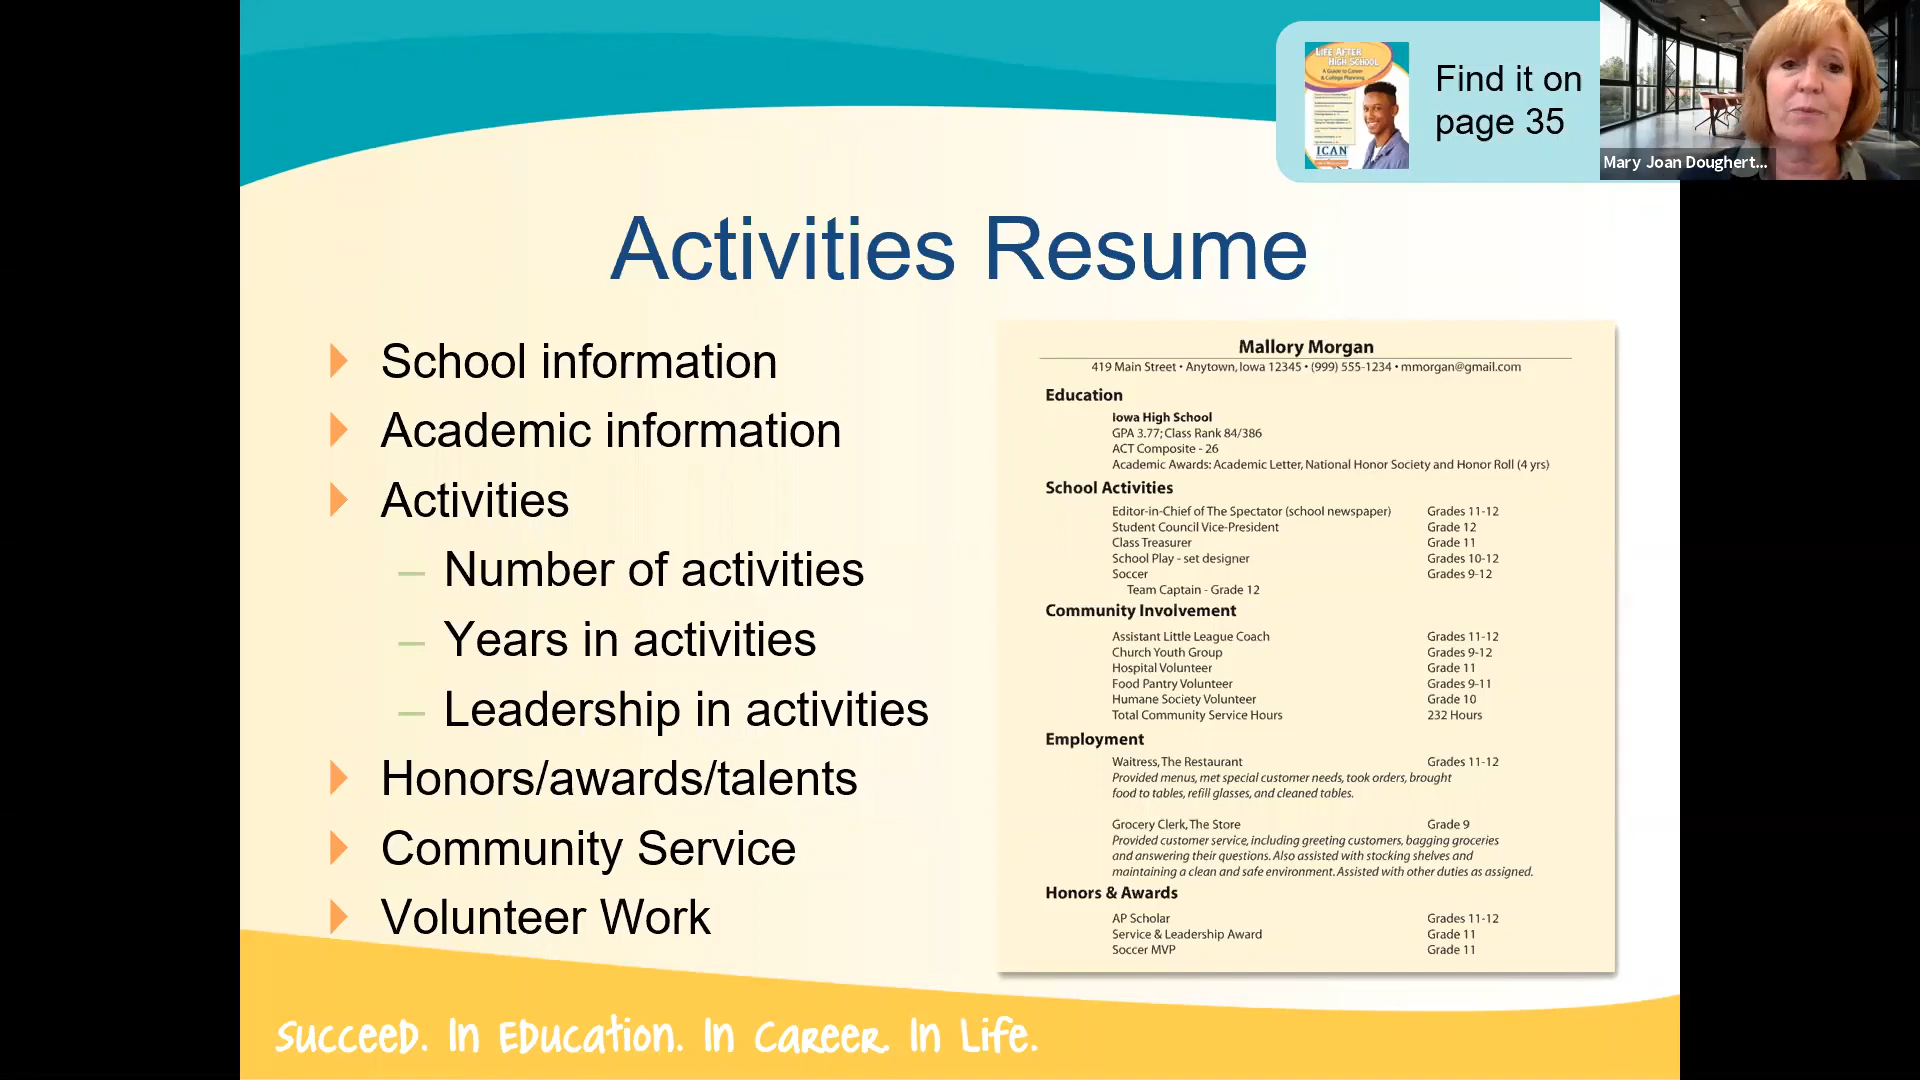 LIFE AFTER
HIGH SCHOOL
A Guide to Career
& College Planning
ICAN
Find it on
page 35
Mary Joan Doughert...
Activities Resume
School information
Academic information
Activities
– Number of activities
– Years in activities
– Leadership in activities
Honors/awards/talents
Community Service
Volunteer Work
Mallory Morgan
419 Main Street • Anytown, Iowa 12345 • (999) 555-1234 • mmorgan@gmail.com
Education
Iowa High School
GPA 3.77; Class Rank 84/386
ACT Composite - 26
Academic Awards: Academic Letter, National Honor Society and Honor Roll (4 yrs)
School Activities
Editor-in-Chief of The Spectator (school newspaper) Grades 11-12
Student Council Vice-President Grade 12
Class Treasurer Grade 11
School Play - set designer Grades 10-12
Soccer Grades 9-12
Team Captain - Grade 12
Community Involvement
Assistant Little League Coach Grades 11-12
Church Youth Group Grades 9-12
Hospital Volunteer Grade 11
Food Pantry Volunteer Grades 9-11
Humane Society Volunteer Grade 10
Total Community Service Hours 232 Hours
Employment
Waitress, The Restaurant Grades 11-12
Provided menus, met special customer needs, took orders, brought
food to tables, refill glasses, and cleaned tables.
Grocery Clerk, The Store Grade 9
Provided customer service, including greeting customers, bagging groceries
and answering their questions. Also assisted with stocking shelves and
maintaining a clean and safe environment. Assisted with other duties as assigned.
Honors & Awards
AP Scholar Grades 11-12
Service & Leadership Award Grade 11
Soccer MVP Grade 11
Succeed. In Education. In Career. In Life.